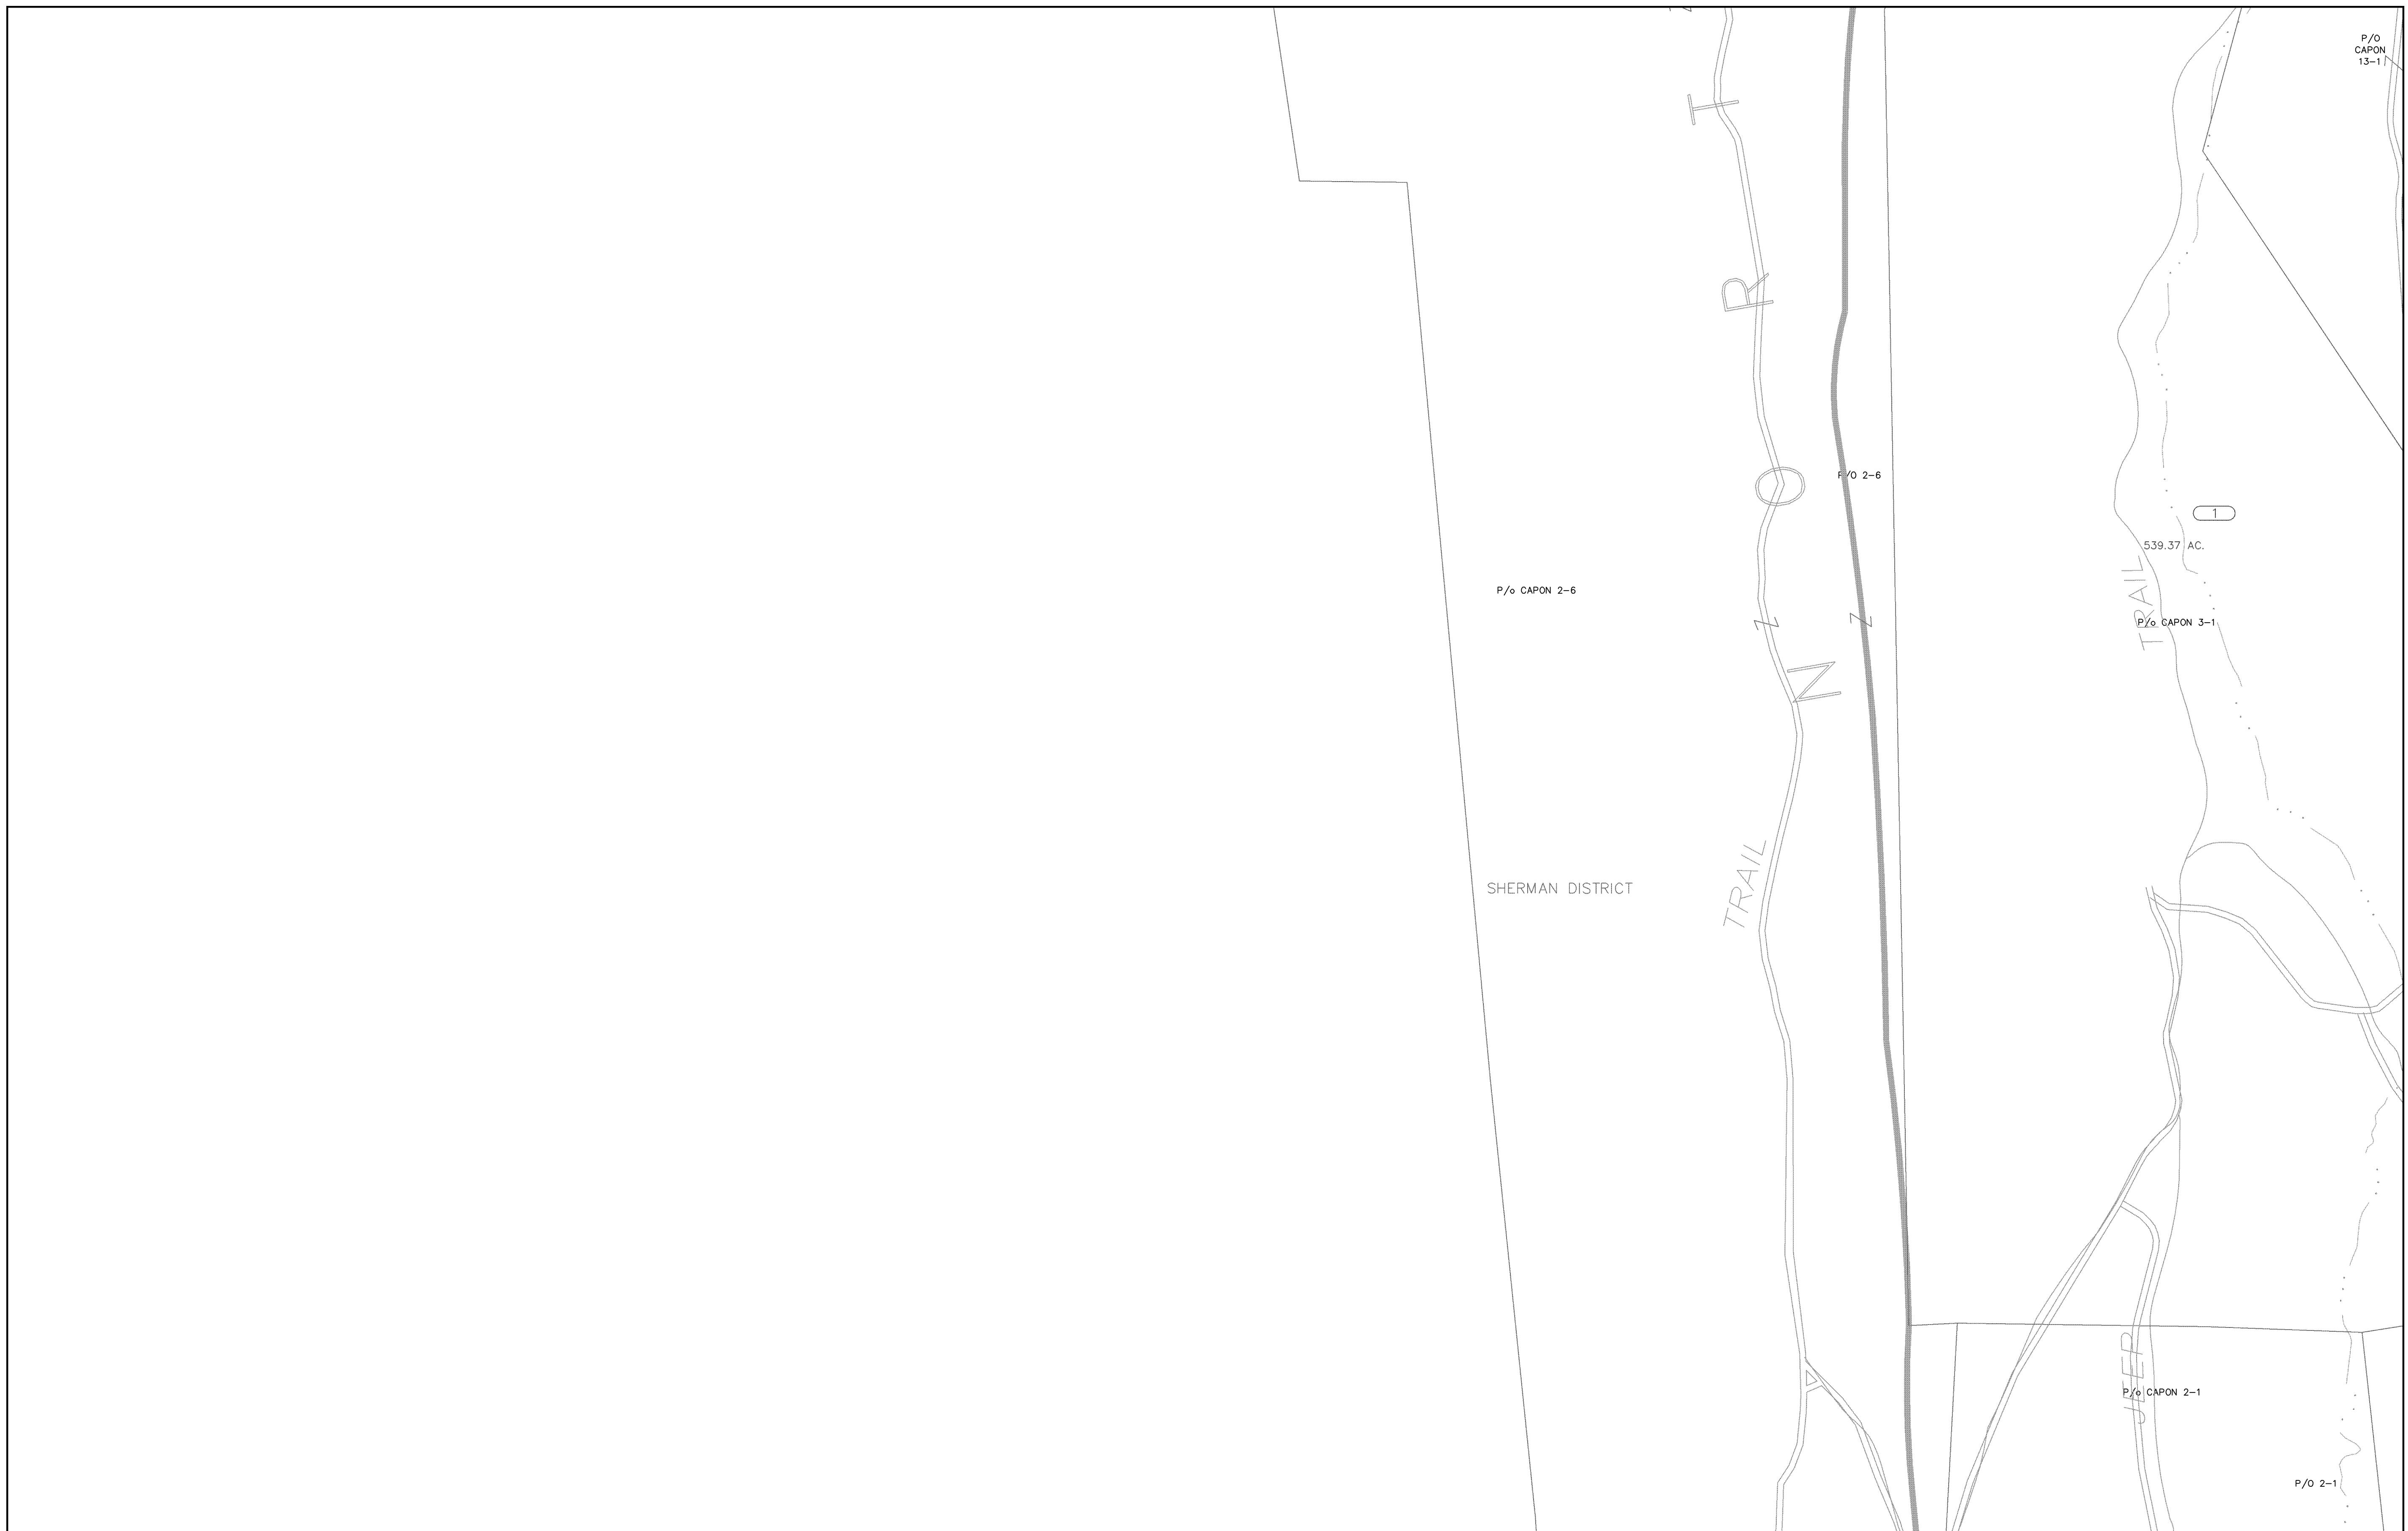 P/O
CAPON
13-1
T
R
O
N
P/O 2-6
1
539.37 AC.
P/o CAPON 2-6
TRAIL
P/o CAPON 3-1
TRAIL
SHERMAN DISTRICT
A
JEEP
P/o CAPON 2-1
P/O 2-1